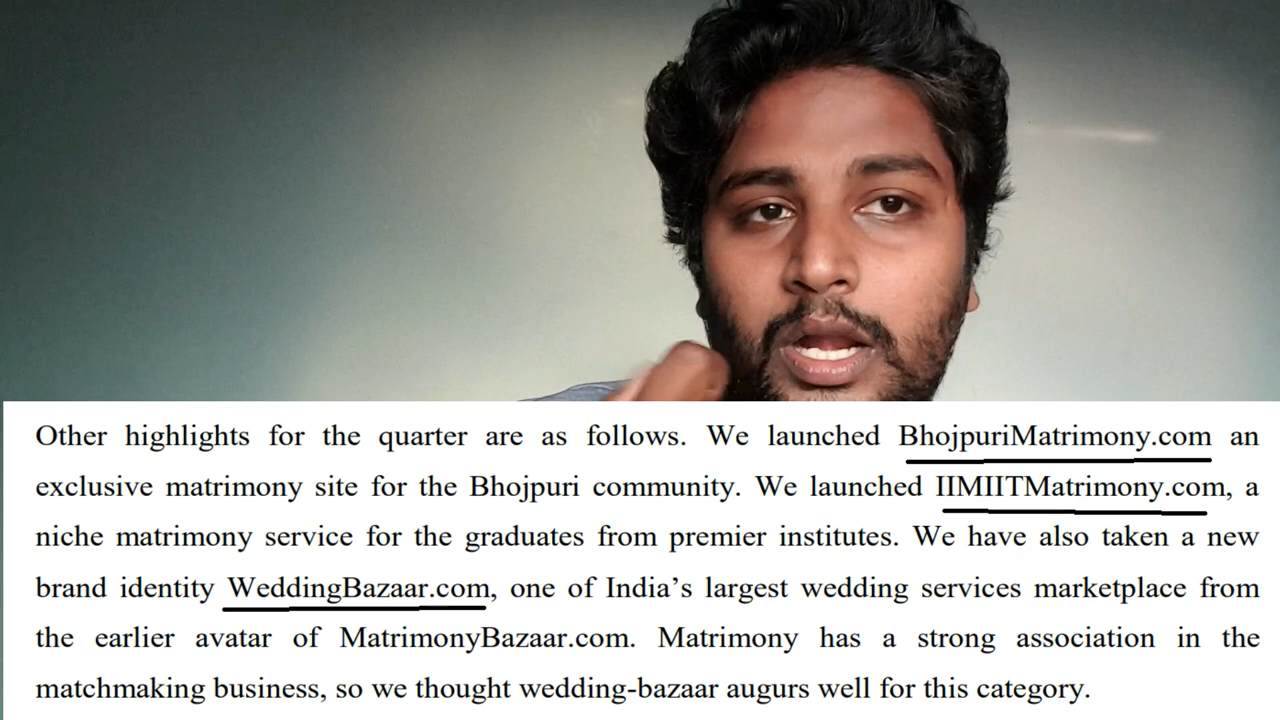 Other highlights for the quarter are as follows. We launched BhojpuriMatrimony.com an
exclusive matrimony site for the Bhojpuri community. We launched IIMIITMatrimony.com, a
niche matrimony service for the graduates from premier institutes. We have also taken a new
brand identity WeddingBazaar.com, one of India’s largest wedding services marketplace from
the earlier avatar of MatrimonyBazaar.com. Matrimony has a strong association in the
matchmaking business, so we thought wedding-bazaar augurs well for this category.